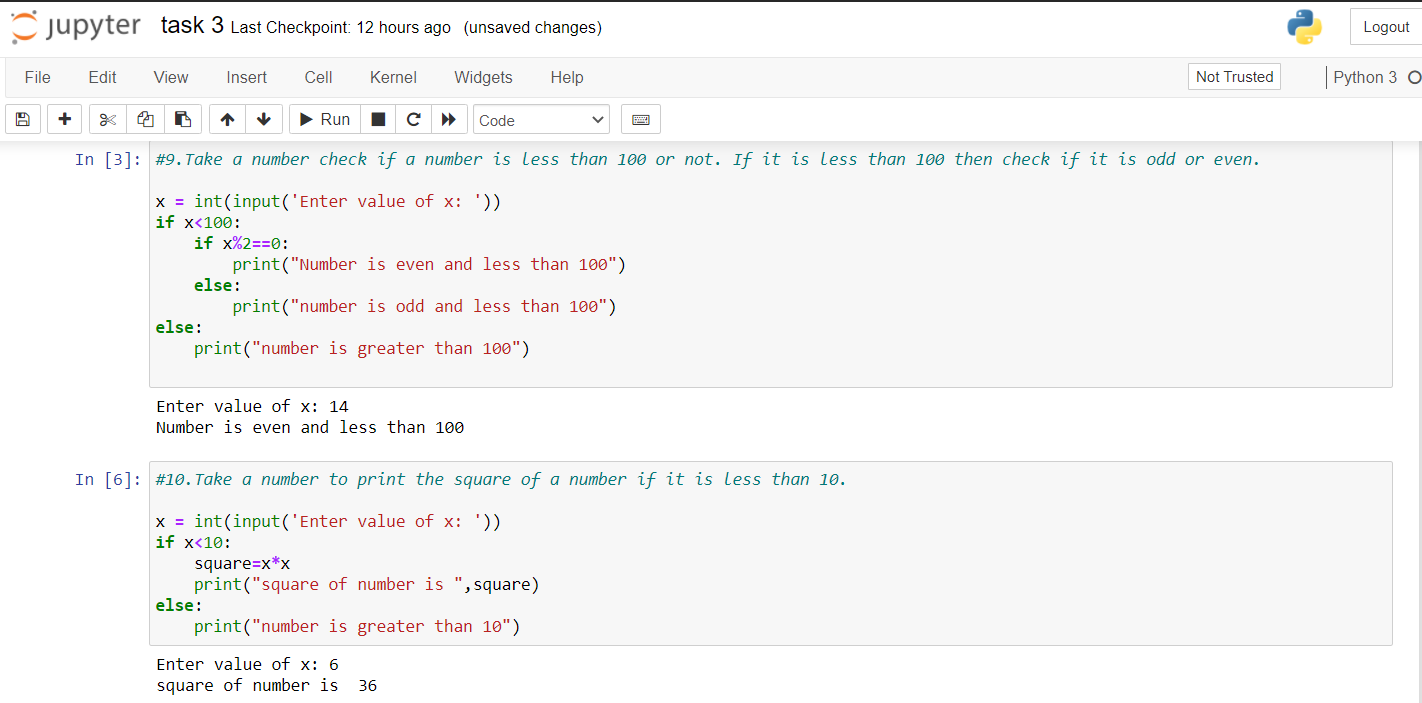 jupyter task 3 Last Checkpoint: 12 hours ago (unsaved changes) Logout
File Edit View Insert Cell Kernel Widgets Help Not Trusted Python 3
Run Code
In [3]: #9.Take a number check if a number is less than 100 or not. If it is less than 100 then check if it is odd or even.
x = int(input('Enter value of x: '))
if x<100:
    if x%2==0:
        print("Number is even and less than 100")
    else:
        print("number is odd and less than 100")
else:
    print("number is greater than 100")
Enter value of x: 14
Number is even and less than 100
In [6]: #10.Take a number to print the square of a number if it is less than 10.
x = int(input('Enter value of x: '))
if x<10:
    square=x*x
    print("square of number is ",square)
else:
    print("number is greater than 10")
Enter value of x: 6
square of number is  36